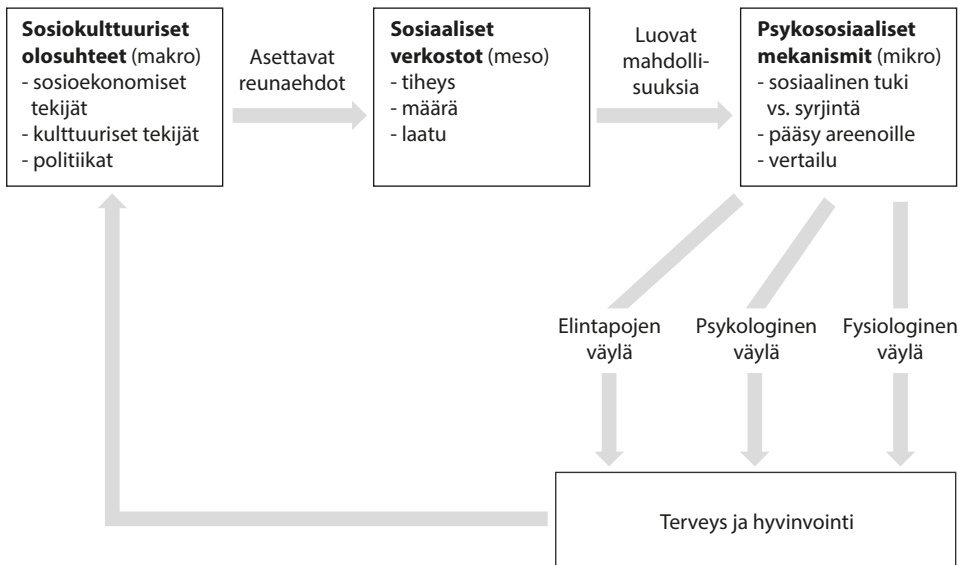 Sosiokulttuuriset
olosuhteet (makro)
- sosioekonomiset
tekijät
- kulttuuriset tekijät
- politiikat
Asettavat
reunaehdot
Sosiaaliset
verkostot (meso)
- tiheys
- määrä
- laatu
Luovat
mahdolli-
suuksia
Psykososiaaliset
mekanismit (mikro)
- sosiaalinen tuki
vs. syrjintä
- pääsy areenoille
- vertailu
Elintapojen
väylä
Psykologinen
väylä
Fysiologinen
väylä
Terveys ja hyvinvointi